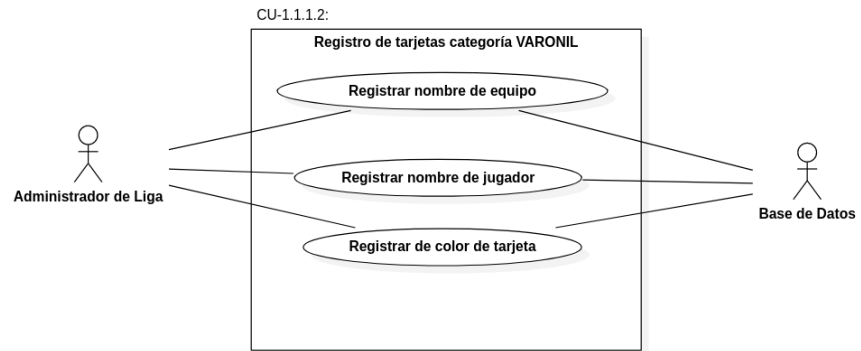 CU-1.1.1.2:
Registro de tarjetas categoría VARONIL
Registrar nombre de equipo
Administrador de Liga
Registrar nombre de jugador
Base de Datos
Registrar de color de tarjeta